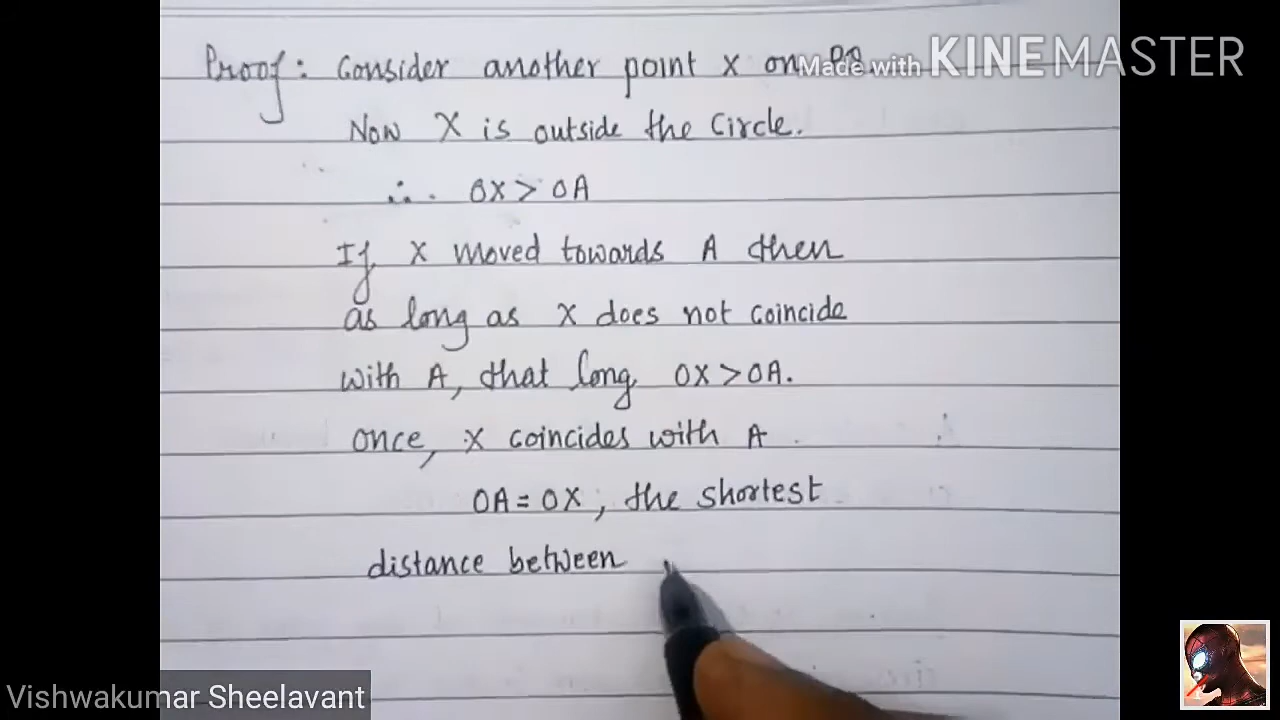 Proof: Consider another point X on PQ.
Made with KINEMASTER
Now X is outside the Circle.
∴ OX > OA
If X moved towards A then
as long as X does not coincide
with A, that long OX > OA.
once, X coincides with A
OA = OX, the shortest
distance between
Vishwakumar Sheelavant